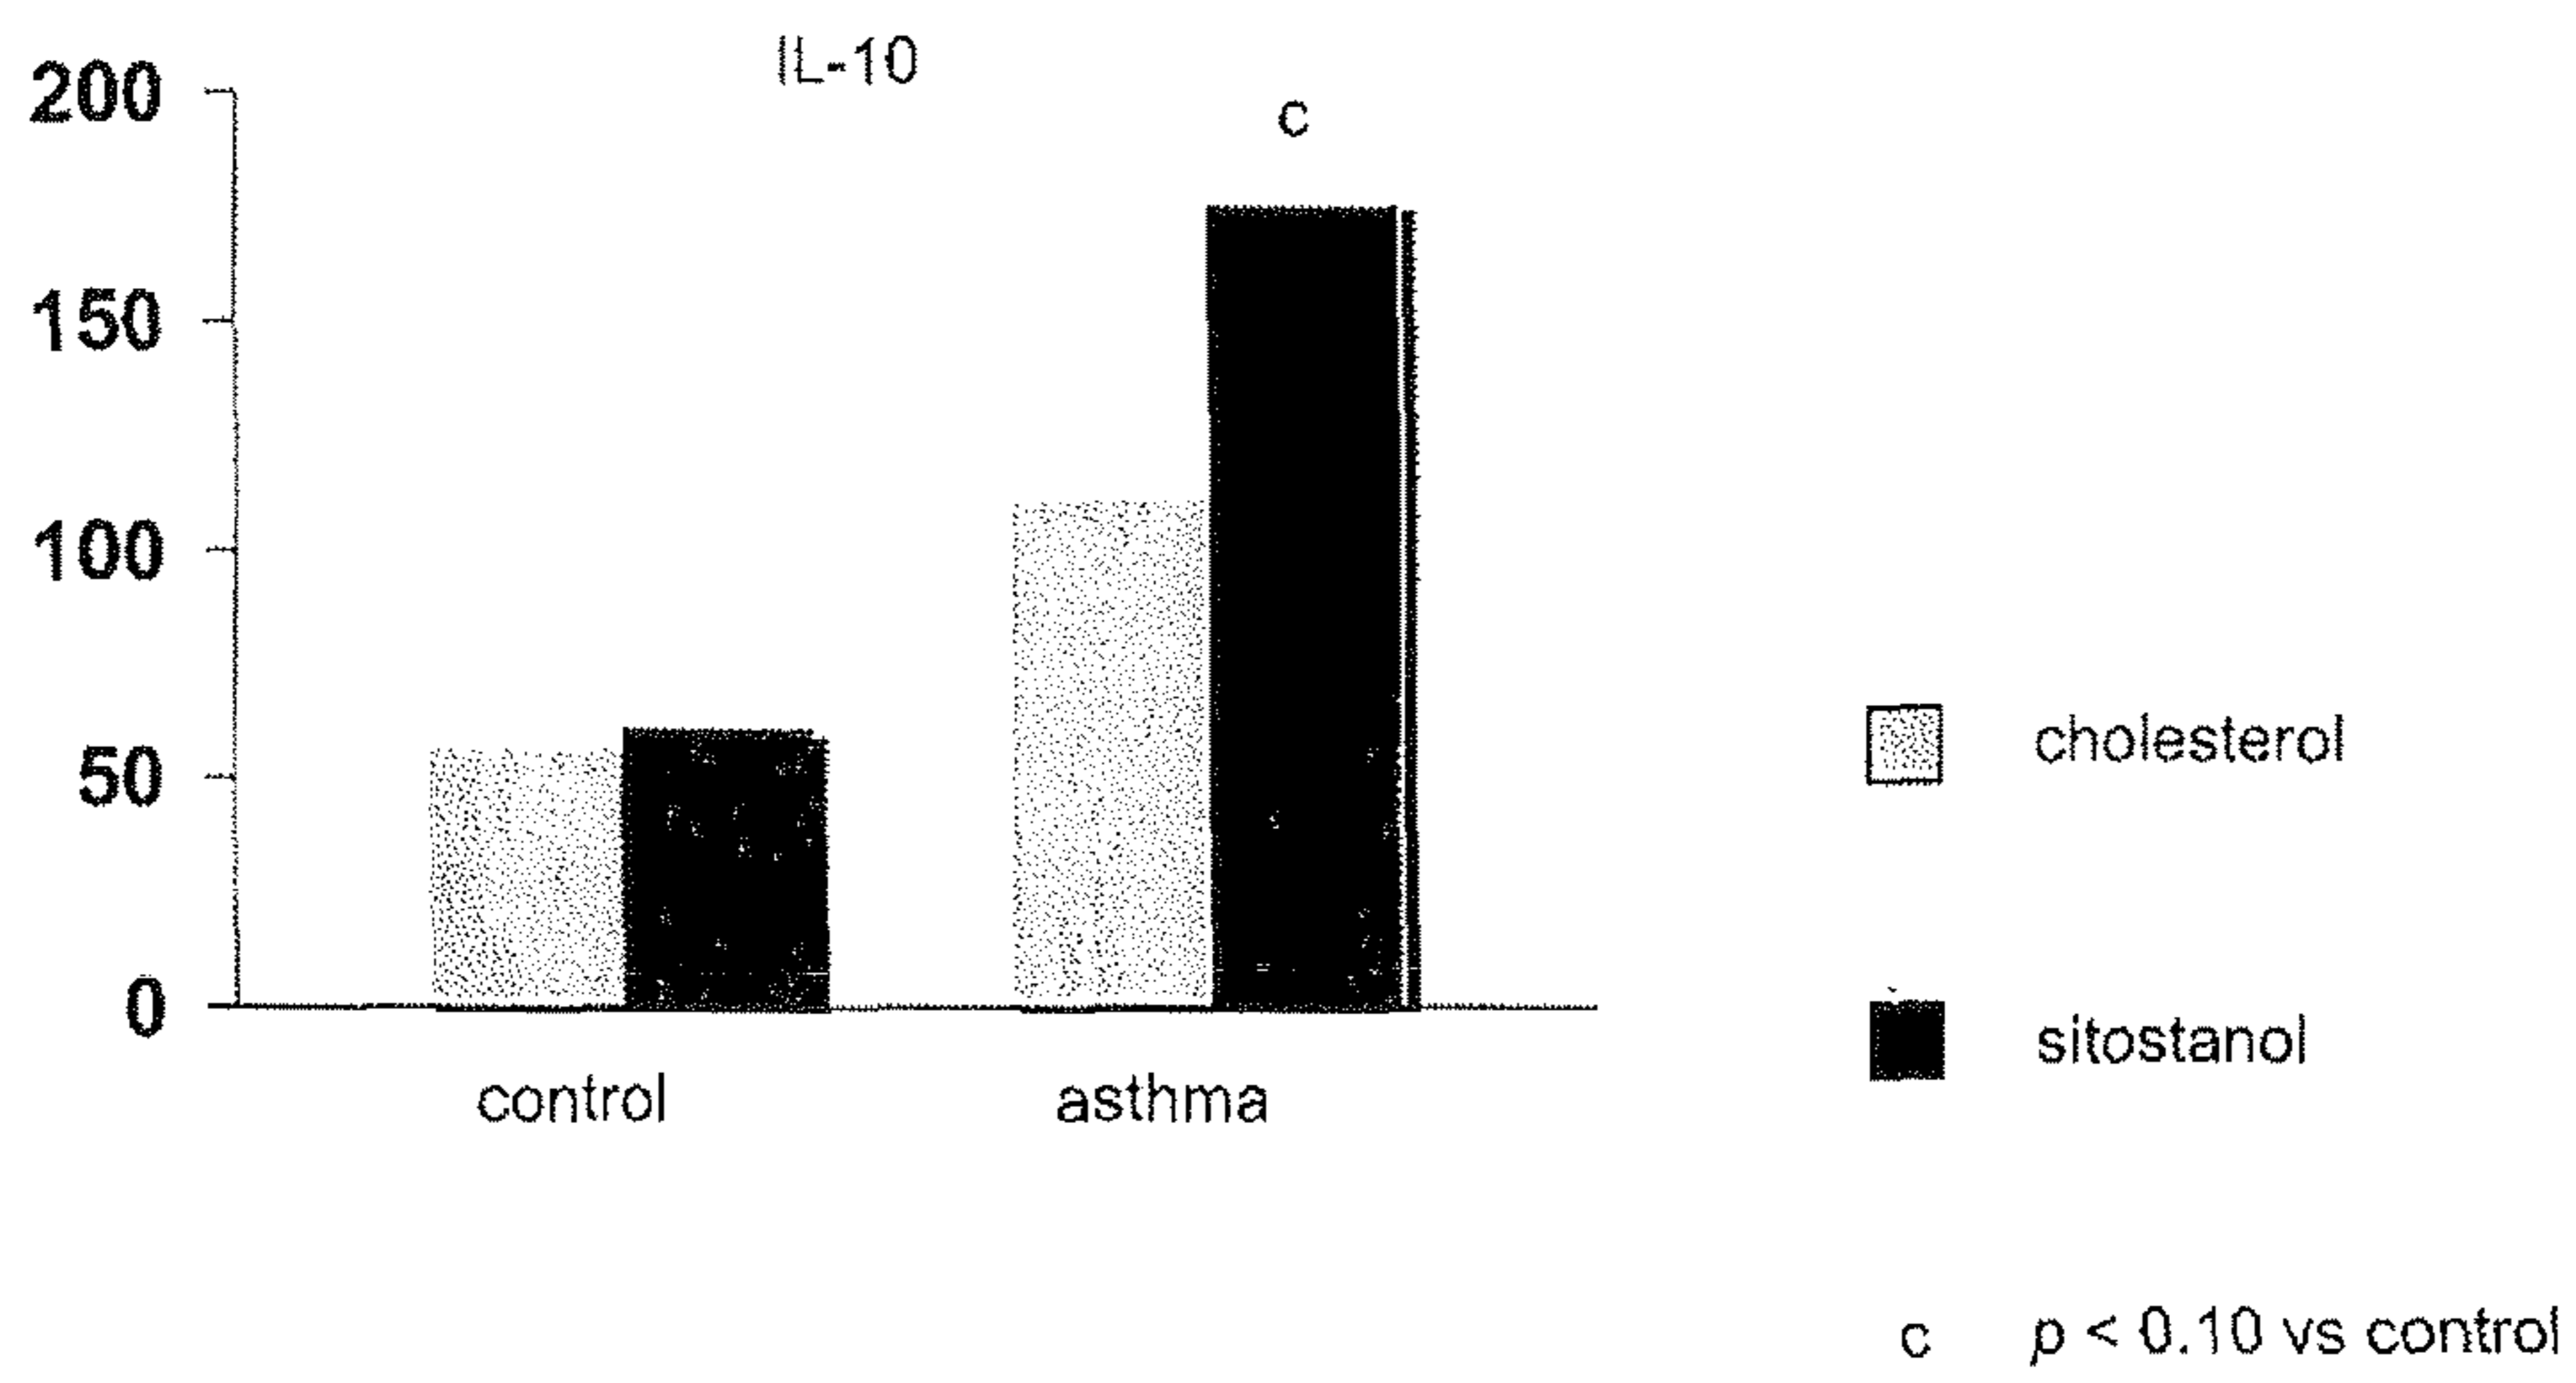 IL-10
200
c
150
100
50
0
control asthma
cholesterol
sitostanol
c p < 0.10 vs control